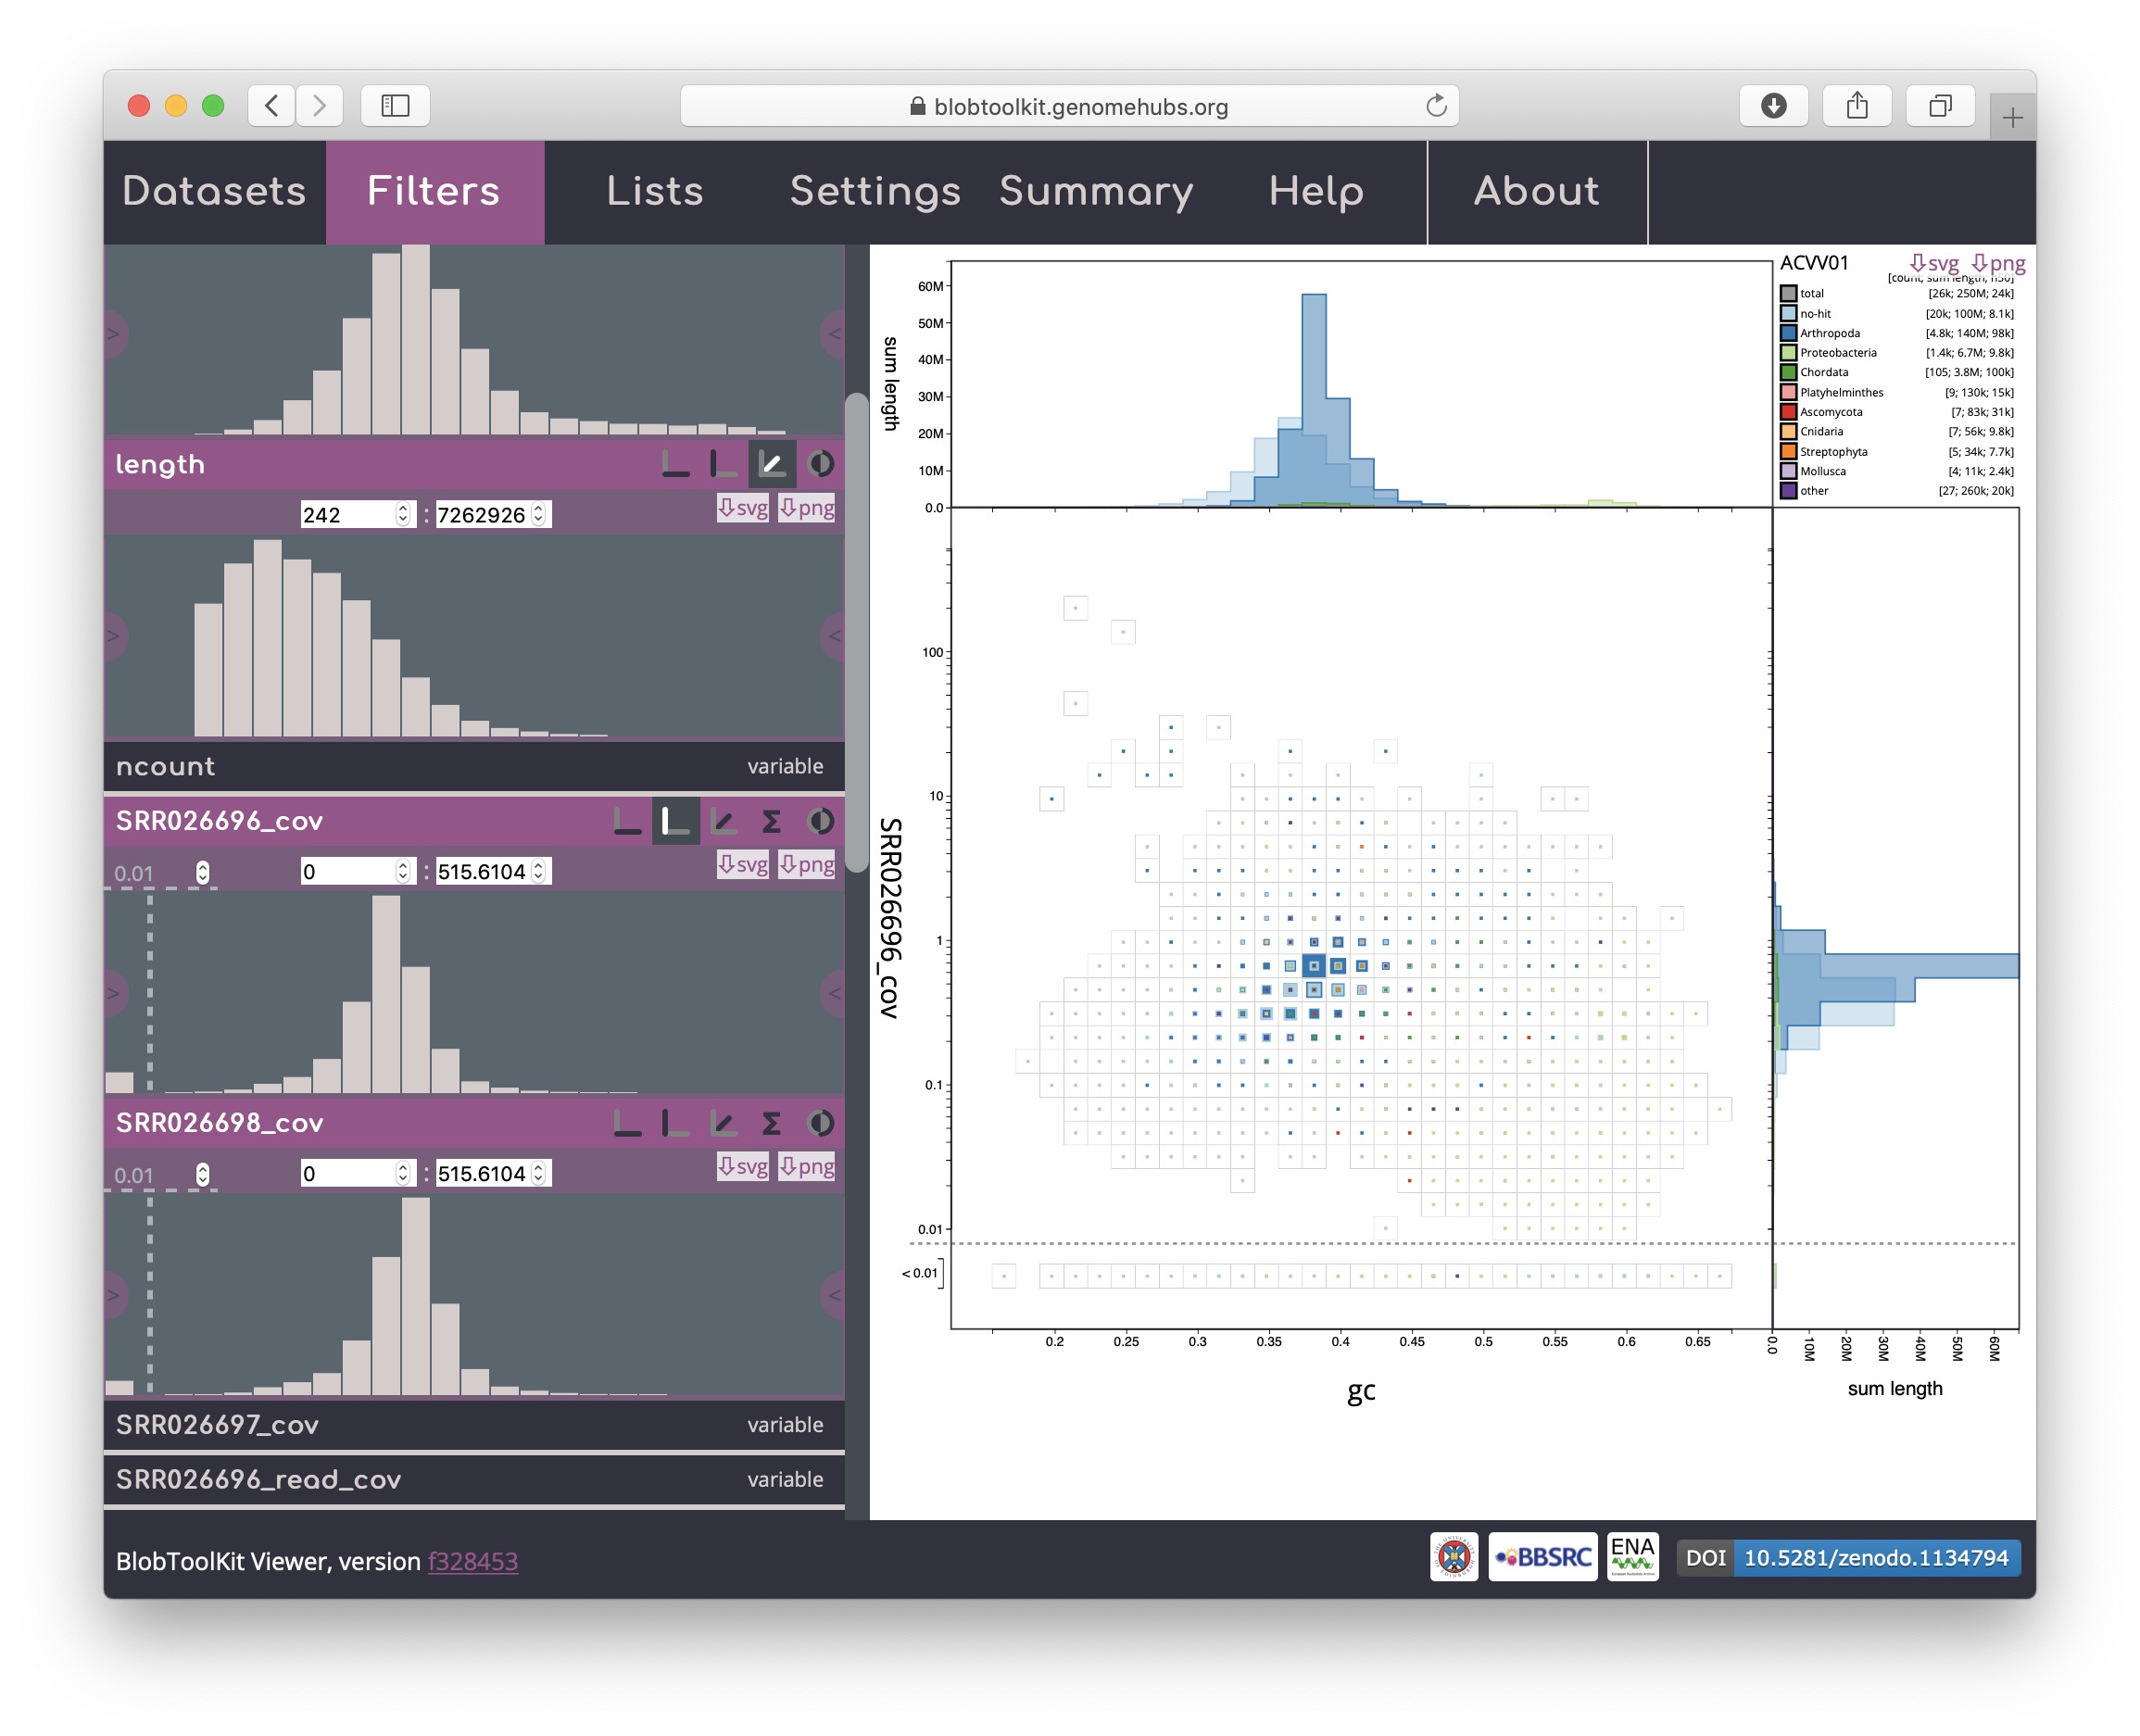 blobtoolkit.genomehubs.org
Datasets Filters Lists Settings Summary Help About
length
242 : 7262926
svg png
ncount variable
SRR026696_cov
0.01 0 : 515.6104
svg png
SRR026698_cov
0.01 0 : 515.6104
svg png
SRR026697_cov variable
SRR026696_read_cov variable
ACVV01
svg png
[count; sum length; n50]
total [26k; 250M; 24k]
no-hit [20k; 100M; 8.1k]
Arthropoda [4.8k; 140M; 98k]
Proteobacteria [1.4k; 6.7M; 9.8k]
Chordata [105; 3.8M; 100k]
Platyhelminthes [9; 130k; 15k]
Ascomycota [7; 83k; 31k]
Cnidaria [7; 56k; 9.8k]
Streptophyta [5; 34k; 7.7k]
Mollusca [4; 11k; 2.4k]
other [27; 260k; 20k]
sum length
60M
50M
40M
30M
20M
10M
0.0
SRR026696_cov
100
10
1
0.1
0.01
< 0.01
0.2 0.25 0.3 0.35 0.4 0.45 0.5 0.55 0.6 0.65
gc
0.0 10M 20M 30M 40M 50M 60M
sum length
BlobToolKit Viewer, version f328453
BBSRC
ENA
DOI 10.5281/zenodo.1134794